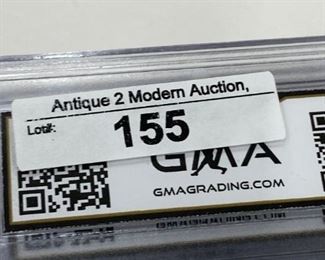 Antique 2 Modern Auction,
Lot#: 155
GMA
GMAGRADING.COM